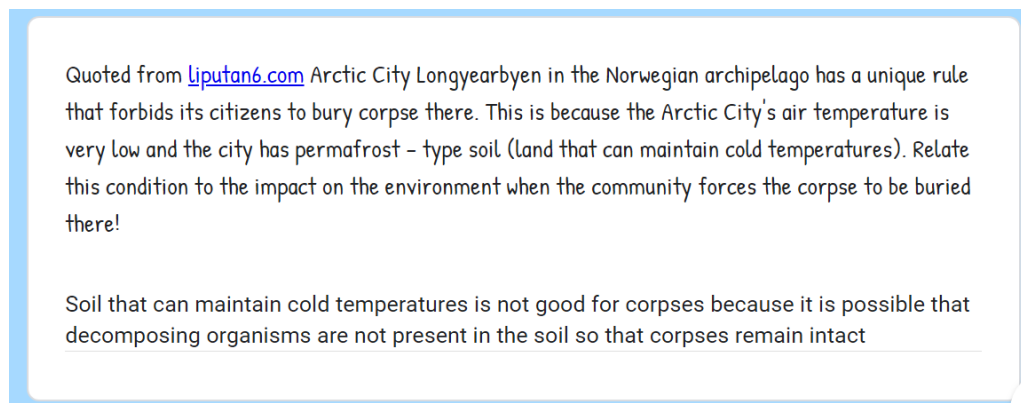 Quoted from liputan6.com Arctic City Longyearbyen in the Norwegian archipelago has a unique rule
that forbids its citizens to bury corpse there. This is because the Arctic City's air temperature is
very low and the city has permafrost - type soil (land that can maintain cold temperatures). Relate
this condition to the impact on the environment when the community forces the corpse to be buried
there!
Soil that can maintain cold temperatures is not good for corpses because it is possible that
decomposing organisms are not present in the soil so that corpses remain intact